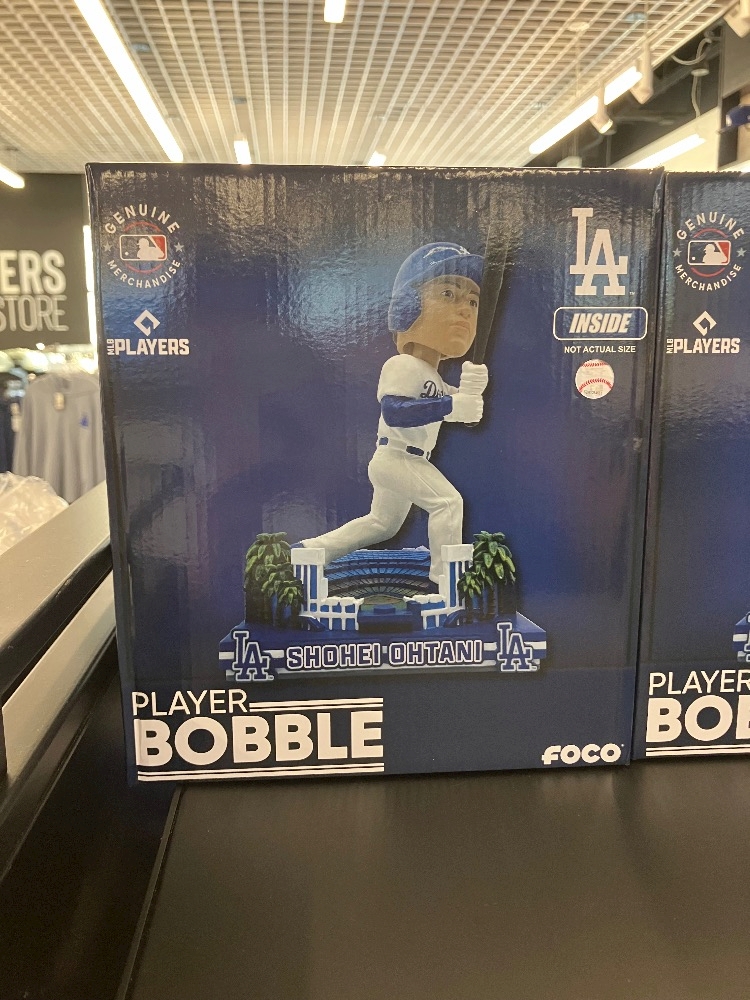 ERS
STORE
GENUINE
MERCHANDISE
MLB PLAYERS
LA
INSIDE
NOT ACTUAL SIZE
LA SHOHEI OHTANI LA
PLAYER
BOBBLE
FOCO
GENUINE
MERCHANDISE
MLB PLAYERS
PLAYER
BO